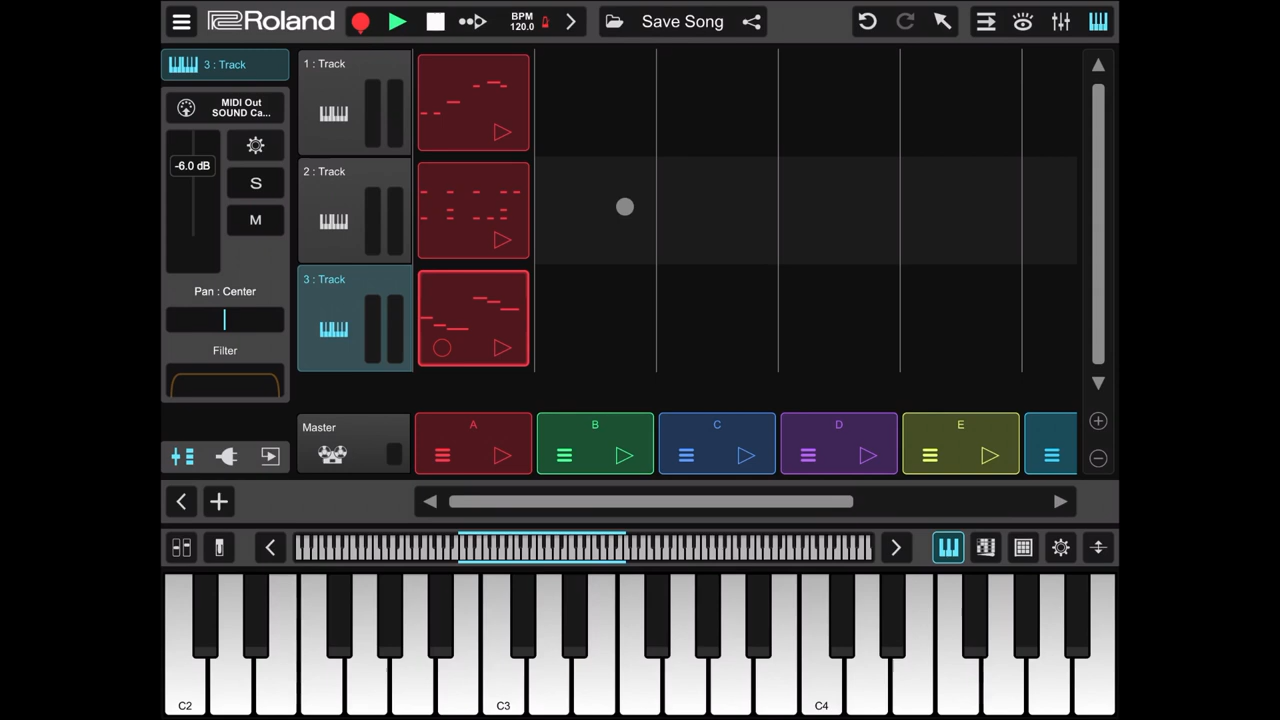 Roland
BPM
120.0
Save Song
3 : Track
MIDI Out
SOUND Ca...
-6.0 dB
S
M
Pan : Center
Filter
1 : Track
2 : Track
3 : Track
Master
A
B
C
D
E
C2
C3
C4